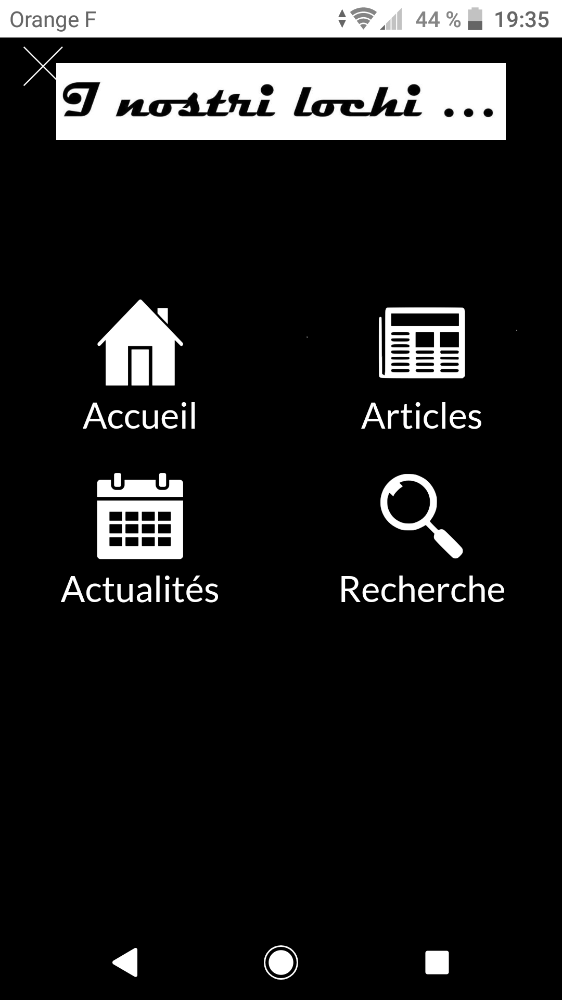 Orange F 44 % 19:35
I nostri lochi ...
Accueil Articles
Actualités Recherche